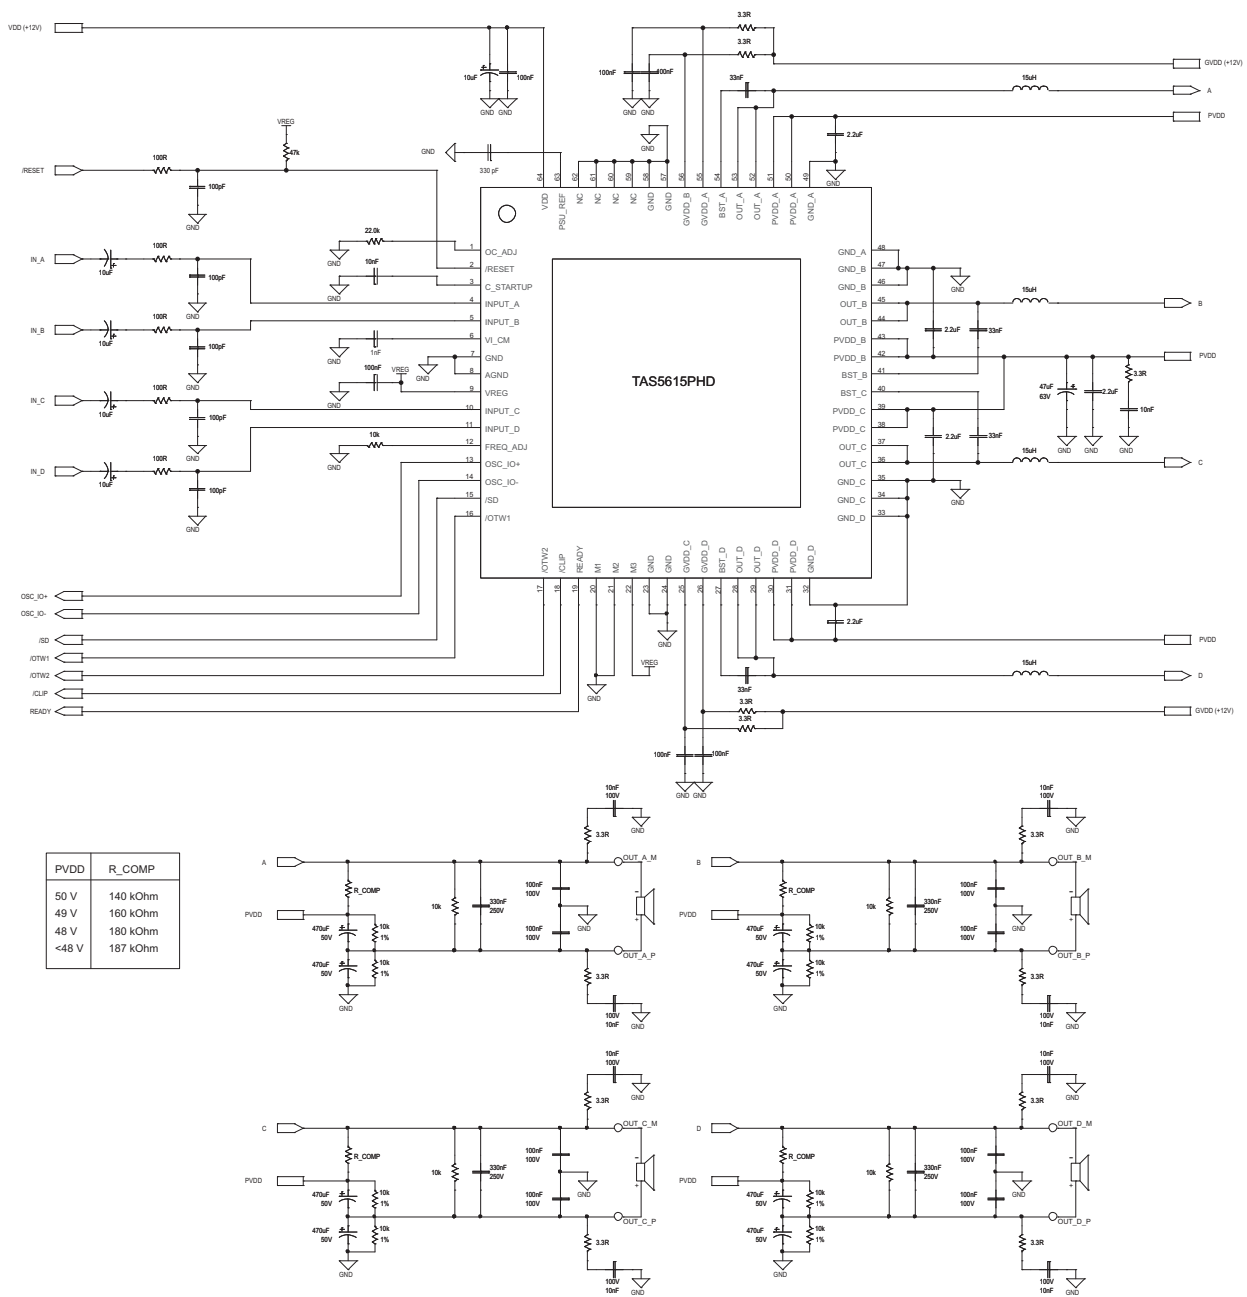 VDD (+12V)
10uF
100nF
GND
GND
100nF
100nF
GND
GND
3.3R
3.3R
GVDD (+12V)
33nF
15uH
A
PVDD
2.2uF
GND
VREG
47k
GND
330 pF
GND
/RESET
100R
100pF
GND
64
63
62
61
60
59
58
57
56
55
54
53
52
51
50
49
VDD
PSU_REF
NC
NC
NC
NC
GND
GND
GVDD_B
GVDD_A
BST_A
OUT_A
OUT_A
PVDD_A
PVDD_A
GND_A
IN_A
10uF
100R
100pF
GND
IN_B
10uF
100R
100pF
GND
IN_C
10uF
100R
100pF
GND
IN_D
10uF
100R
100pF
GND
22.0k
GND
10nF
GND
1nF
GND
GND
100nF
VREG
GND
10k
GND
1 OC_ADJ
2 /RESET
3 C_STARTUP
4 INPUT_A
5 INPUT_B
6 VI_CM
7 GND
8 AGND
9 VREG
10 INPUT_C
11 INPUT_D
12 FREQ_ADJ
13 OSC_IO+
14 OSC_IO-
15 /SD
16 /OTW1
TAS5615PHD
GND_A 48
GND_B 47
GND_B 46
OUT_B 45
OUT_B 44
PVDD_B 43
PVDD_B 42
BST_B 41
BST_C 40
PVDD_C 39
PVDD_C 38
OUT_C 37
OUT_C 36
GND_C 35
GND_C 34
GND_D 33
GND
15uH
B
2.2uF
33nF
PVDD
47uF
63V
2.2uF
3.3R
10nF
GND
GND
GND
2.2uF
33nF
15uH
C
GND
/OTW2
/CLIP
READY
M1
M2
M3
GND
GND
GVDD_C
GVDD_D
BST_D
OUT_D
OUT_D
PVDD_D
PVDD_D
GND_D
17
18
19
20
21
22
23
24
25
26
27
28
29
30
31
32
OSC_IO+
OSC_IO-
/SD
/OTW1
/OTW2
/CLIP
READY
GND
VREG
GND
2.2uF
PVDD
33nF
15uH
D
3.3R
3.3R
GVDD (+12V)
100nF
100nF
GND
GND
PVDD R_COMP
50 V 140 kOhm
49 V 160 kOhm
48 V 180 kOhm
<48 V 187 kOhm
10nF
100V
GND
3.3R
A
OUT_A_M
R_COMP
PVDD
470uF
50V
10k
1%
470uF
50V
10k
1%
GND
10k
330nF
250V
100nF
100V
100nF
100V
GND
-
+
OUT_A_P
3.3R
100V
10nF
GND
10nF
100V
GND
3.3R
B
OUT_B_M
R_COMP
PVDD
470uF
50V
10k
1%
470uF
50V
10k
1%
GND
10k
330nF
250V
100nF
100V
100nF
100V
GND
-
+
OUT_B_P
3.3R
100V
10nF
GND
10nF
100V
GND
3.3R
C
OUT_C_M
R_COMP
PVDD
470uF
50V
10k
1%
470uF
50V
10k
1%
GND
10k
330nF
250V
100nF
100V
100nF
100V
GND
-
+
OUT_C_P
3.3R
100V
10nF
GND
10nF
100V
GND
3.3R
D
OUT_D_M
R_COMP
PVDD
470uF
50V
10k
1%
470uF
50V
10k
1%
GND
10k
330nF
250V
100nF
100V
100nF
100V
GND
-
+
OUT_D_P
3.3R
100V
10nF
GND